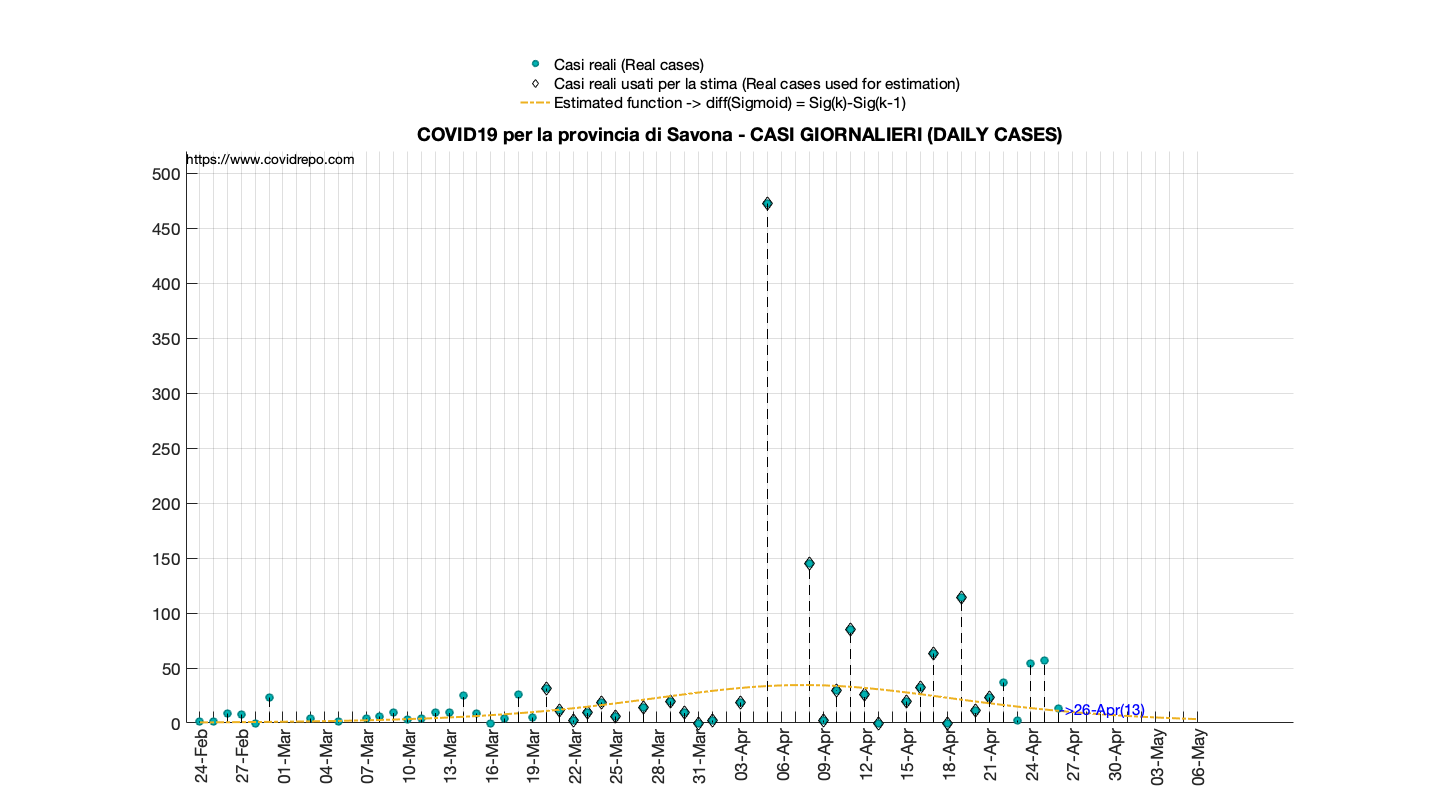 Casi reali (Real cases)
Casi reali usati per la stima (Real cases used for estimation)
Estimated function -> diff(Sigmoid) = Sig(k)-Sig(k-1)
COVID19 per la provincia di Savona - CASI GIORNALIERI (DAILY CASES)
https://www.covidrepo.com
500
450
400
350
300
250
200
150
100
50
0
->26-Apr(13)
24-Feb
27-Feb
01-Mar
04-Mar
07-Mar
10-Mar
13-Mar
16-Mar
19-Mar
22-Mar
25-Mar
28-Mar
31-Mar
03-Apr
06-Apr
09-Apr
12-Apr
15-Apr
18-Apr
21-Apr
24-Apr
27-Apr
30-Apr
03-May
06-May